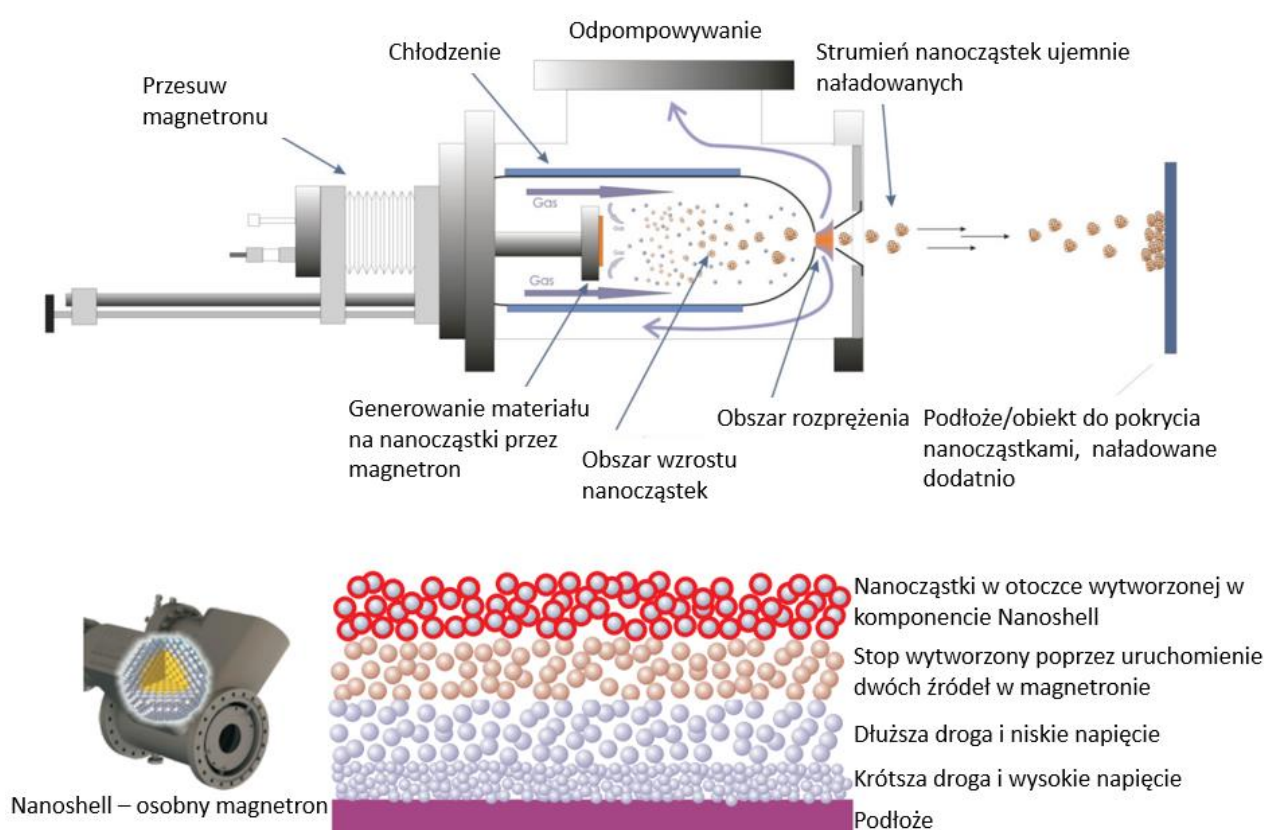 Odpompowywanie
Chłodzenie
Strumień nanocząstek ujemnie
naładowanych
Przesuw
magnetronu
Gas
Gas
Generowanie materiału
na nanocząstki przez
magnetron
Obszar wzrostu
nanocząstek
Obszar rozprężenia
Podłoże/obiekt do pokrycia
nanocząstkami, naładowane
dodatnio
Nanocząstki w otoczce wytworzonej w
komponencie Nanoshell
Stop wytworzony poprzez uruchomienie
dwóch źródeł w magnetronie
Dłuższa droga i niskie napięcie
Krótsza droga i wysokie napięcie
Podłoże
Nanoshell – osobny magnetron